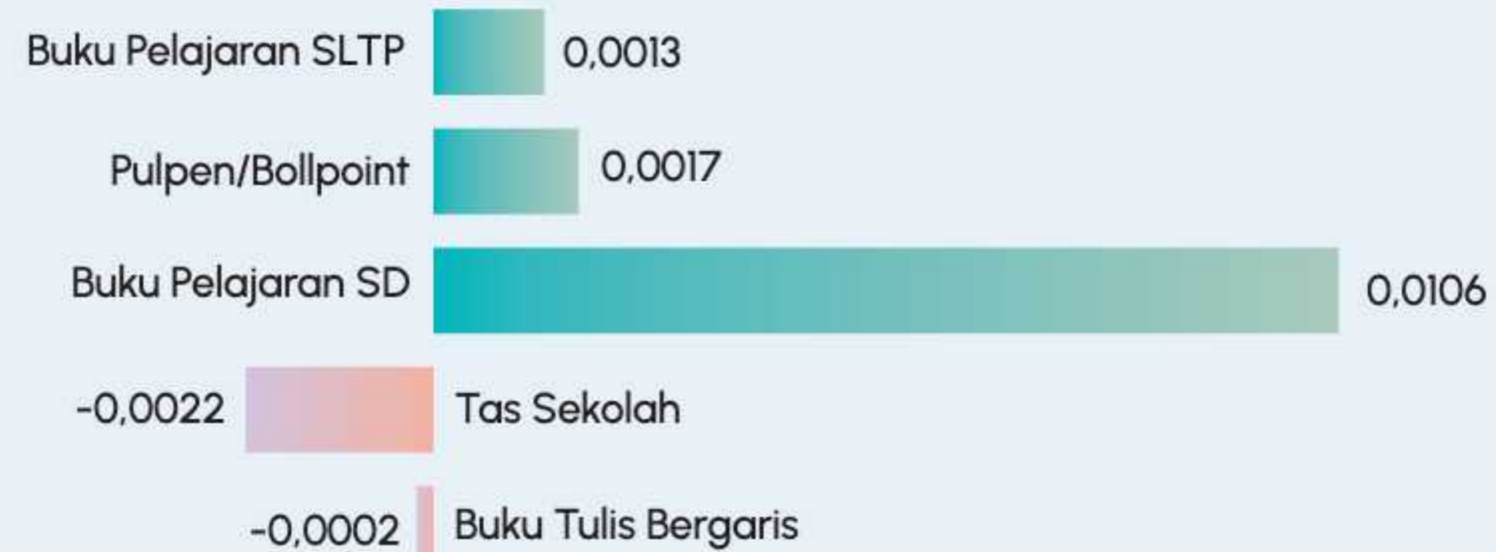 Buku Pelajaran SLTP 0,0013
Pulpen/Bollpoint 0,0017
Buku Pelajaran SD 0,0106
-0,0022 Tas Sekolah
-0,0002 Buku Tulis Bergaris